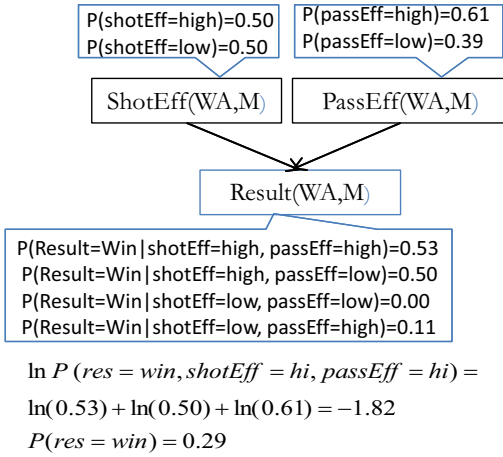 P(shotEff=high)=0.50
P(shotEff=low)=0.50
P(passEff=high)=0.61
P(passEff=low)=0.39
ShotEff(WA,M)
PassEff(WA,M)
Result(WA,M)
P(Result=Win|shotEff=high, passEff=high)=0.53
P(Result=Win|shotEff=high, passEff=low)=0.50
P(Result=Win|shotEff=low, passEff=low)=0.00
P(Result=Win|shotEff=low, passEff=high)=0.11
ln P (res = win, shotEff = hi, passEff = hi) =
ln(0.53) + ln(0.50) + ln(0.61) = −1.82
P(res = win) = 0.29